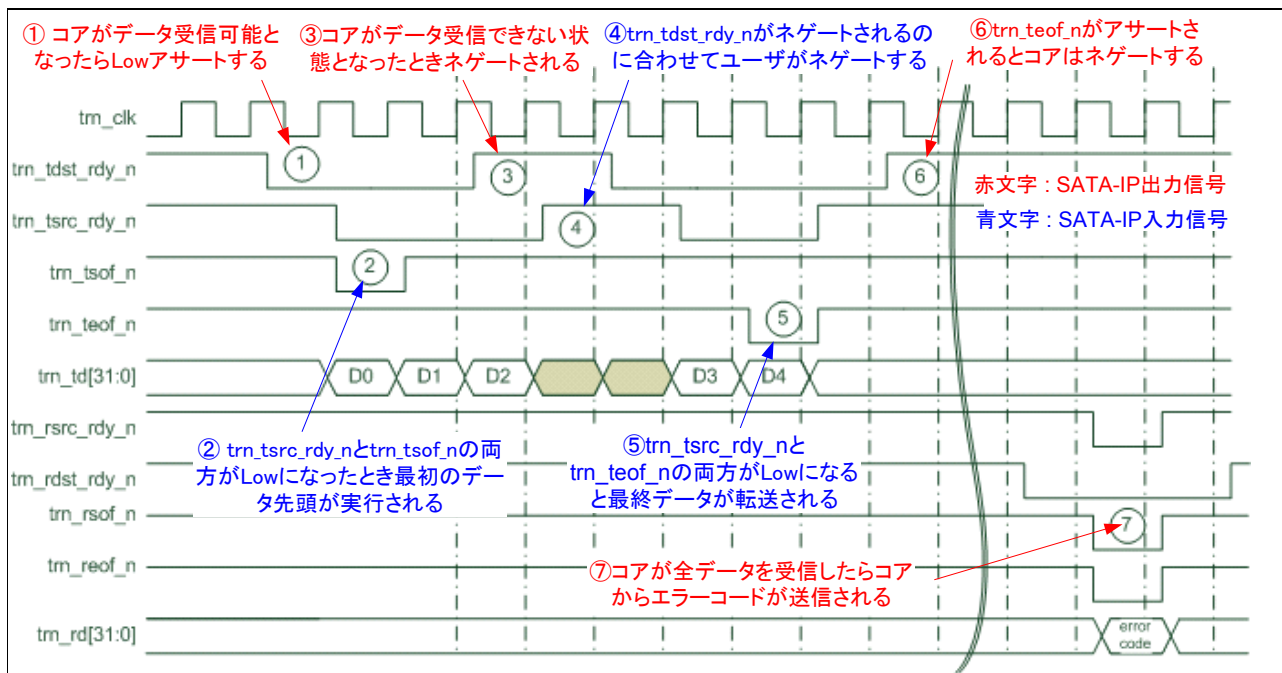 ① コアがデータ受信可能と
なったらLowアサートする
③コアがデータ受信できない状
態となったときネゲートされる
④trn_tdst_rdy_nがネゲートされるの
に合わせてユーザがネゲートする
⑥trn_teof_nがアサートさ
れるとコアはネゲートする
trn_clk
trn_tdst_rdy_n
①
③
⑥
赤文字 : SATA-IP出力信号
trn_tsrc_rdy_n
④
青文字 : SATA-IP入力信号
trn_tsof_n
②
trn_teof_n
⑤
trn_td[31:0]
D0
D1
D2
D3
D4
trn_rsrc_rdy_n
② trn_tsrc_rdy_nとtrn_tsof_nの両
方がLowになったとき最初のデー
タ先頭が実行される
⑤trn_tsrc_rdy_nと
trn_teof_nの両方がLowになる
と最終データが転送される
trn_rdst_rdy_n
trn_rsof_n
⑦
trn_reof_n
⑦コアが全データを受信したらコア
からエラーコードが送信される
trn_rd[31:0]
error
code